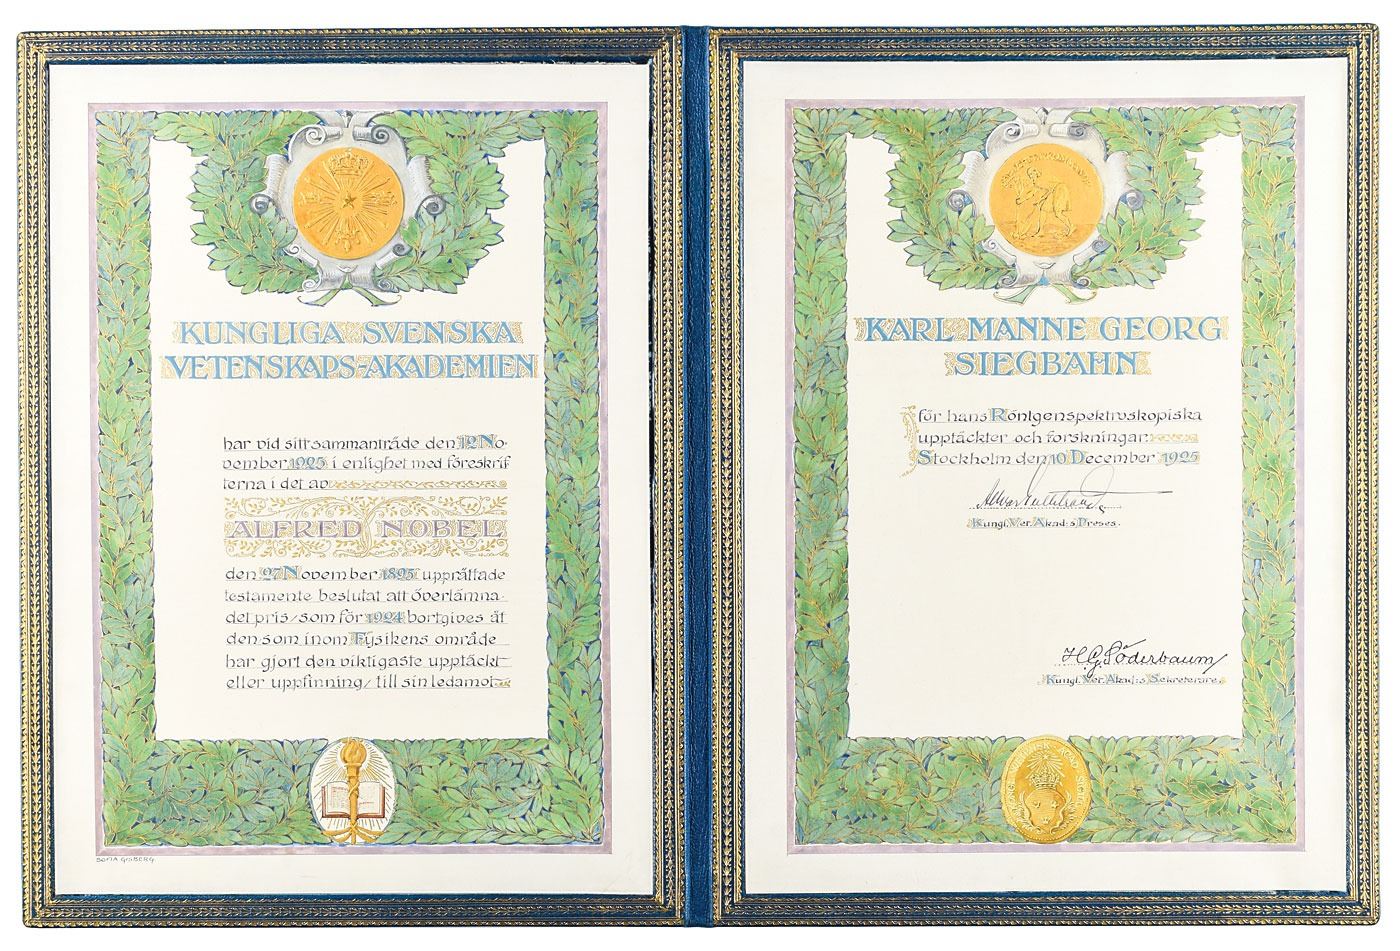 KUNGLIGA SVENSKA
VETENSKAPS-AKADEMIEN
har vid sitt sammanträde den 12 No-
vember 1925 i enlighet med föreskrif
terna i det av
ALFRED NOBEL
den 27 November 1895 upprättade
testamente beslutat att överlämna
det pris/som för 1924 bortgives åt
den som inom Fysikens område
har gjort den viktigaste upptäckt
eller uppfinning/till sin ledamot
SOFIA GISBERG
KARL MANNE GEORG
SIEGBAHN
för hans Röntgenspektroskopiska
upptäckter och forskningar.
Stockholm den 10 December 1925
Kungl. Vet. Akad:s Preses.
H G Söderbaum
Kungl. Vet. Akad:s Sekreterare.